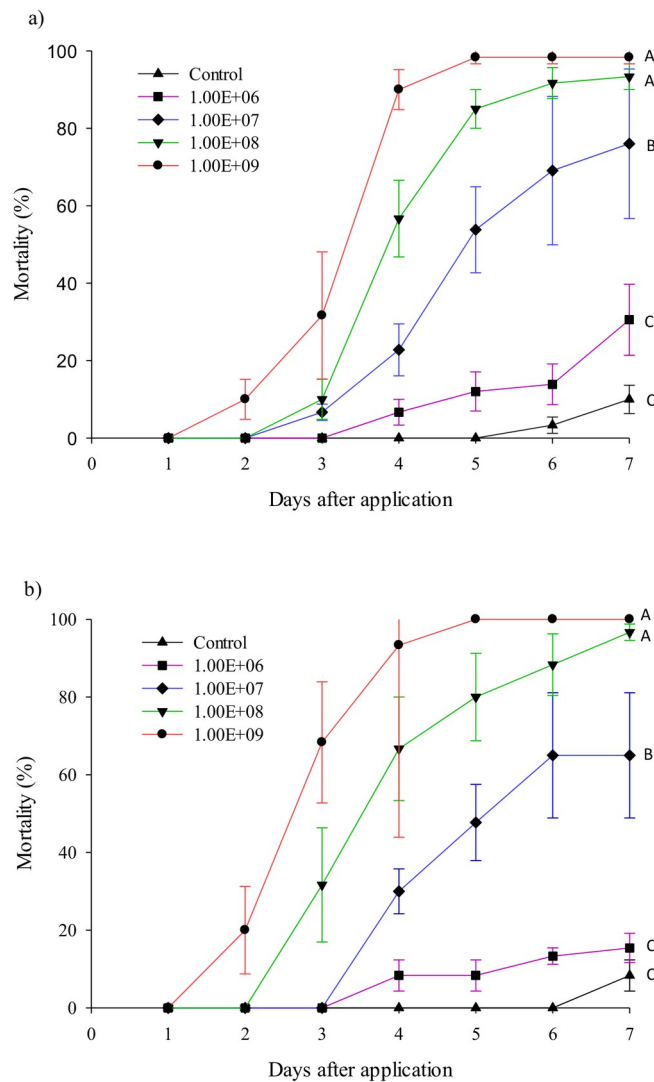 a)
100
80
60
40
20
0
Mortality (%)
Control
1.00E+06
1.00E+07
1.00E+08
1.00E+09
A
A
B
C
C
0 1 2 3 4 5 6 7
Days after application
b)
100
80
60
40
20
0
Mortality (%)
Control
1.00E+06
1.00E+07
1.00E+08
1.00E+09
A
A
B
C
C
0 1 2 3 4 5 6 7
Days after application